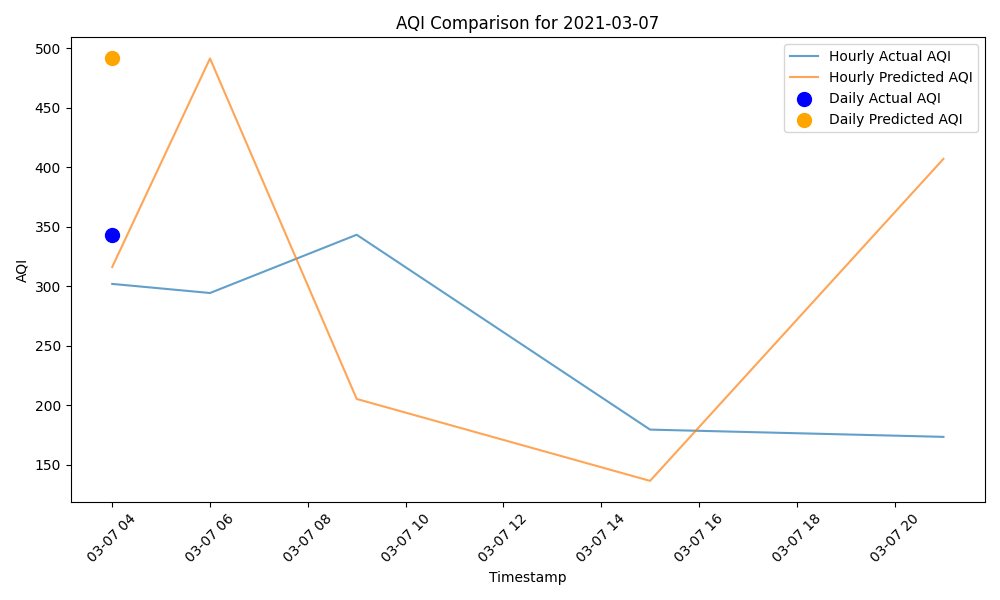 AQI Comparison for 2021-03-07
Hourly Actual AQI
Hourly Predicted AQI
Daily Actual AQI
Daily Predicted AQI
500
450
400
350
300
250
200
150
AQI
03-07 04
03-07 06
03-07 08
03-07 10
03-07 12
03-07 14
03-07 16
03-07 18
03-07 20
Timestamp